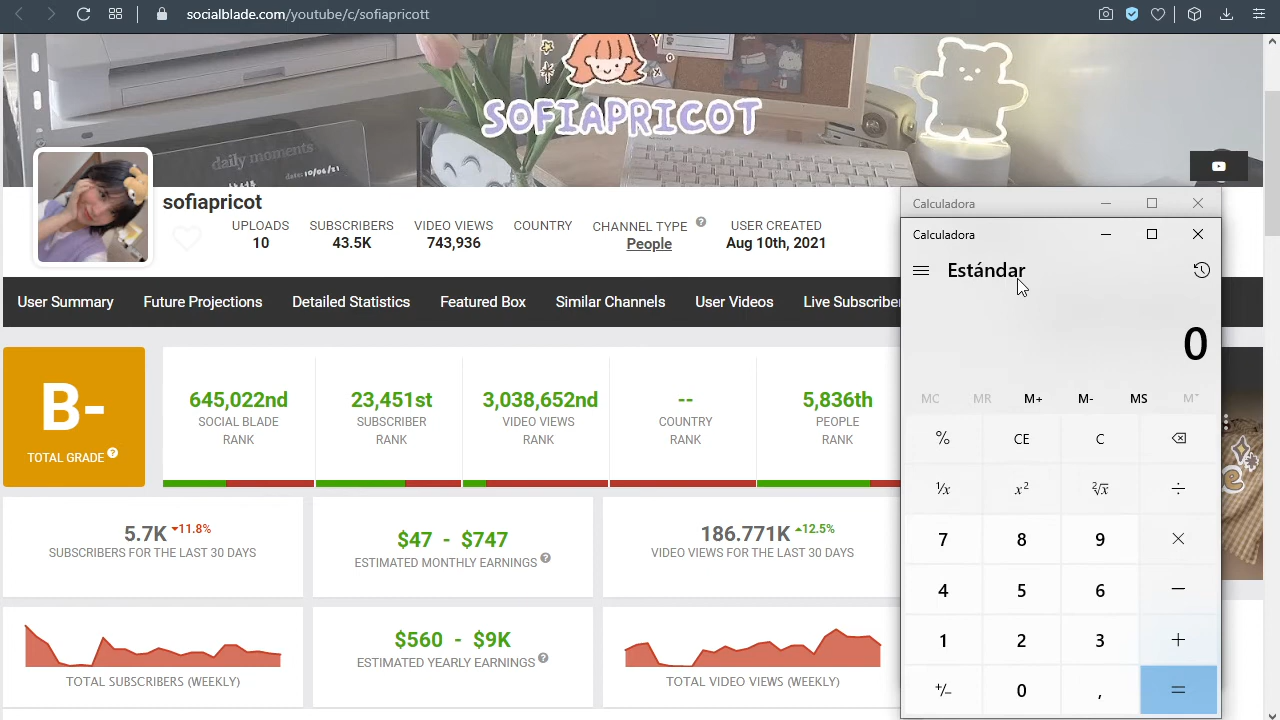 socialblade.com/youtube/c/sofiapricott
daily moments
date: 10/06/21
SOFIAPRICOT
sofiapricot
UPLOADS
10
SUBSCRIBERS
43.5K
VIDEO VIEWS
743,936
COUNTRY
CHANNEL TYPE ?
People
USER CREATED
Aug 10th, 2021
User Summary Future Projections Detailed Statistics Featured Box Similar Channels User Videos Live Subscriber
B-
TOTAL GRADE ?
645,022nd
SOCIAL BLADE
RANK
23,451st
SUBSCRIBER
RANK
3,038,652nd
VIDEO VIEWS
RANK
--
COUNTRY
RANK
5,836th
PEOPLE
RANK
5.7K -11.8%
SUBSCRIBERS FOR THE LAST 30 DAYS
$47 - $747
ESTIMATED MONTHLY EARNINGS ?
186.771K +12.5%
VIDEO VIEWS FOR THE LAST 30 DAYS
TOTAL SUBSCRIBERS (WEEKLY)
$560 - $9K
ESTIMATED YEARLY EARNINGS ?
TOTAL VIDEO VIEWS (WEEKLY)
Calculadora
Calculadora
Estándar
0
MC MR M+ M- MS M˅
% CE C
⅟x x² ²√x ÷
7 8 9 ×
4 5 6 −
1 2 3 +
+/− 0 , =